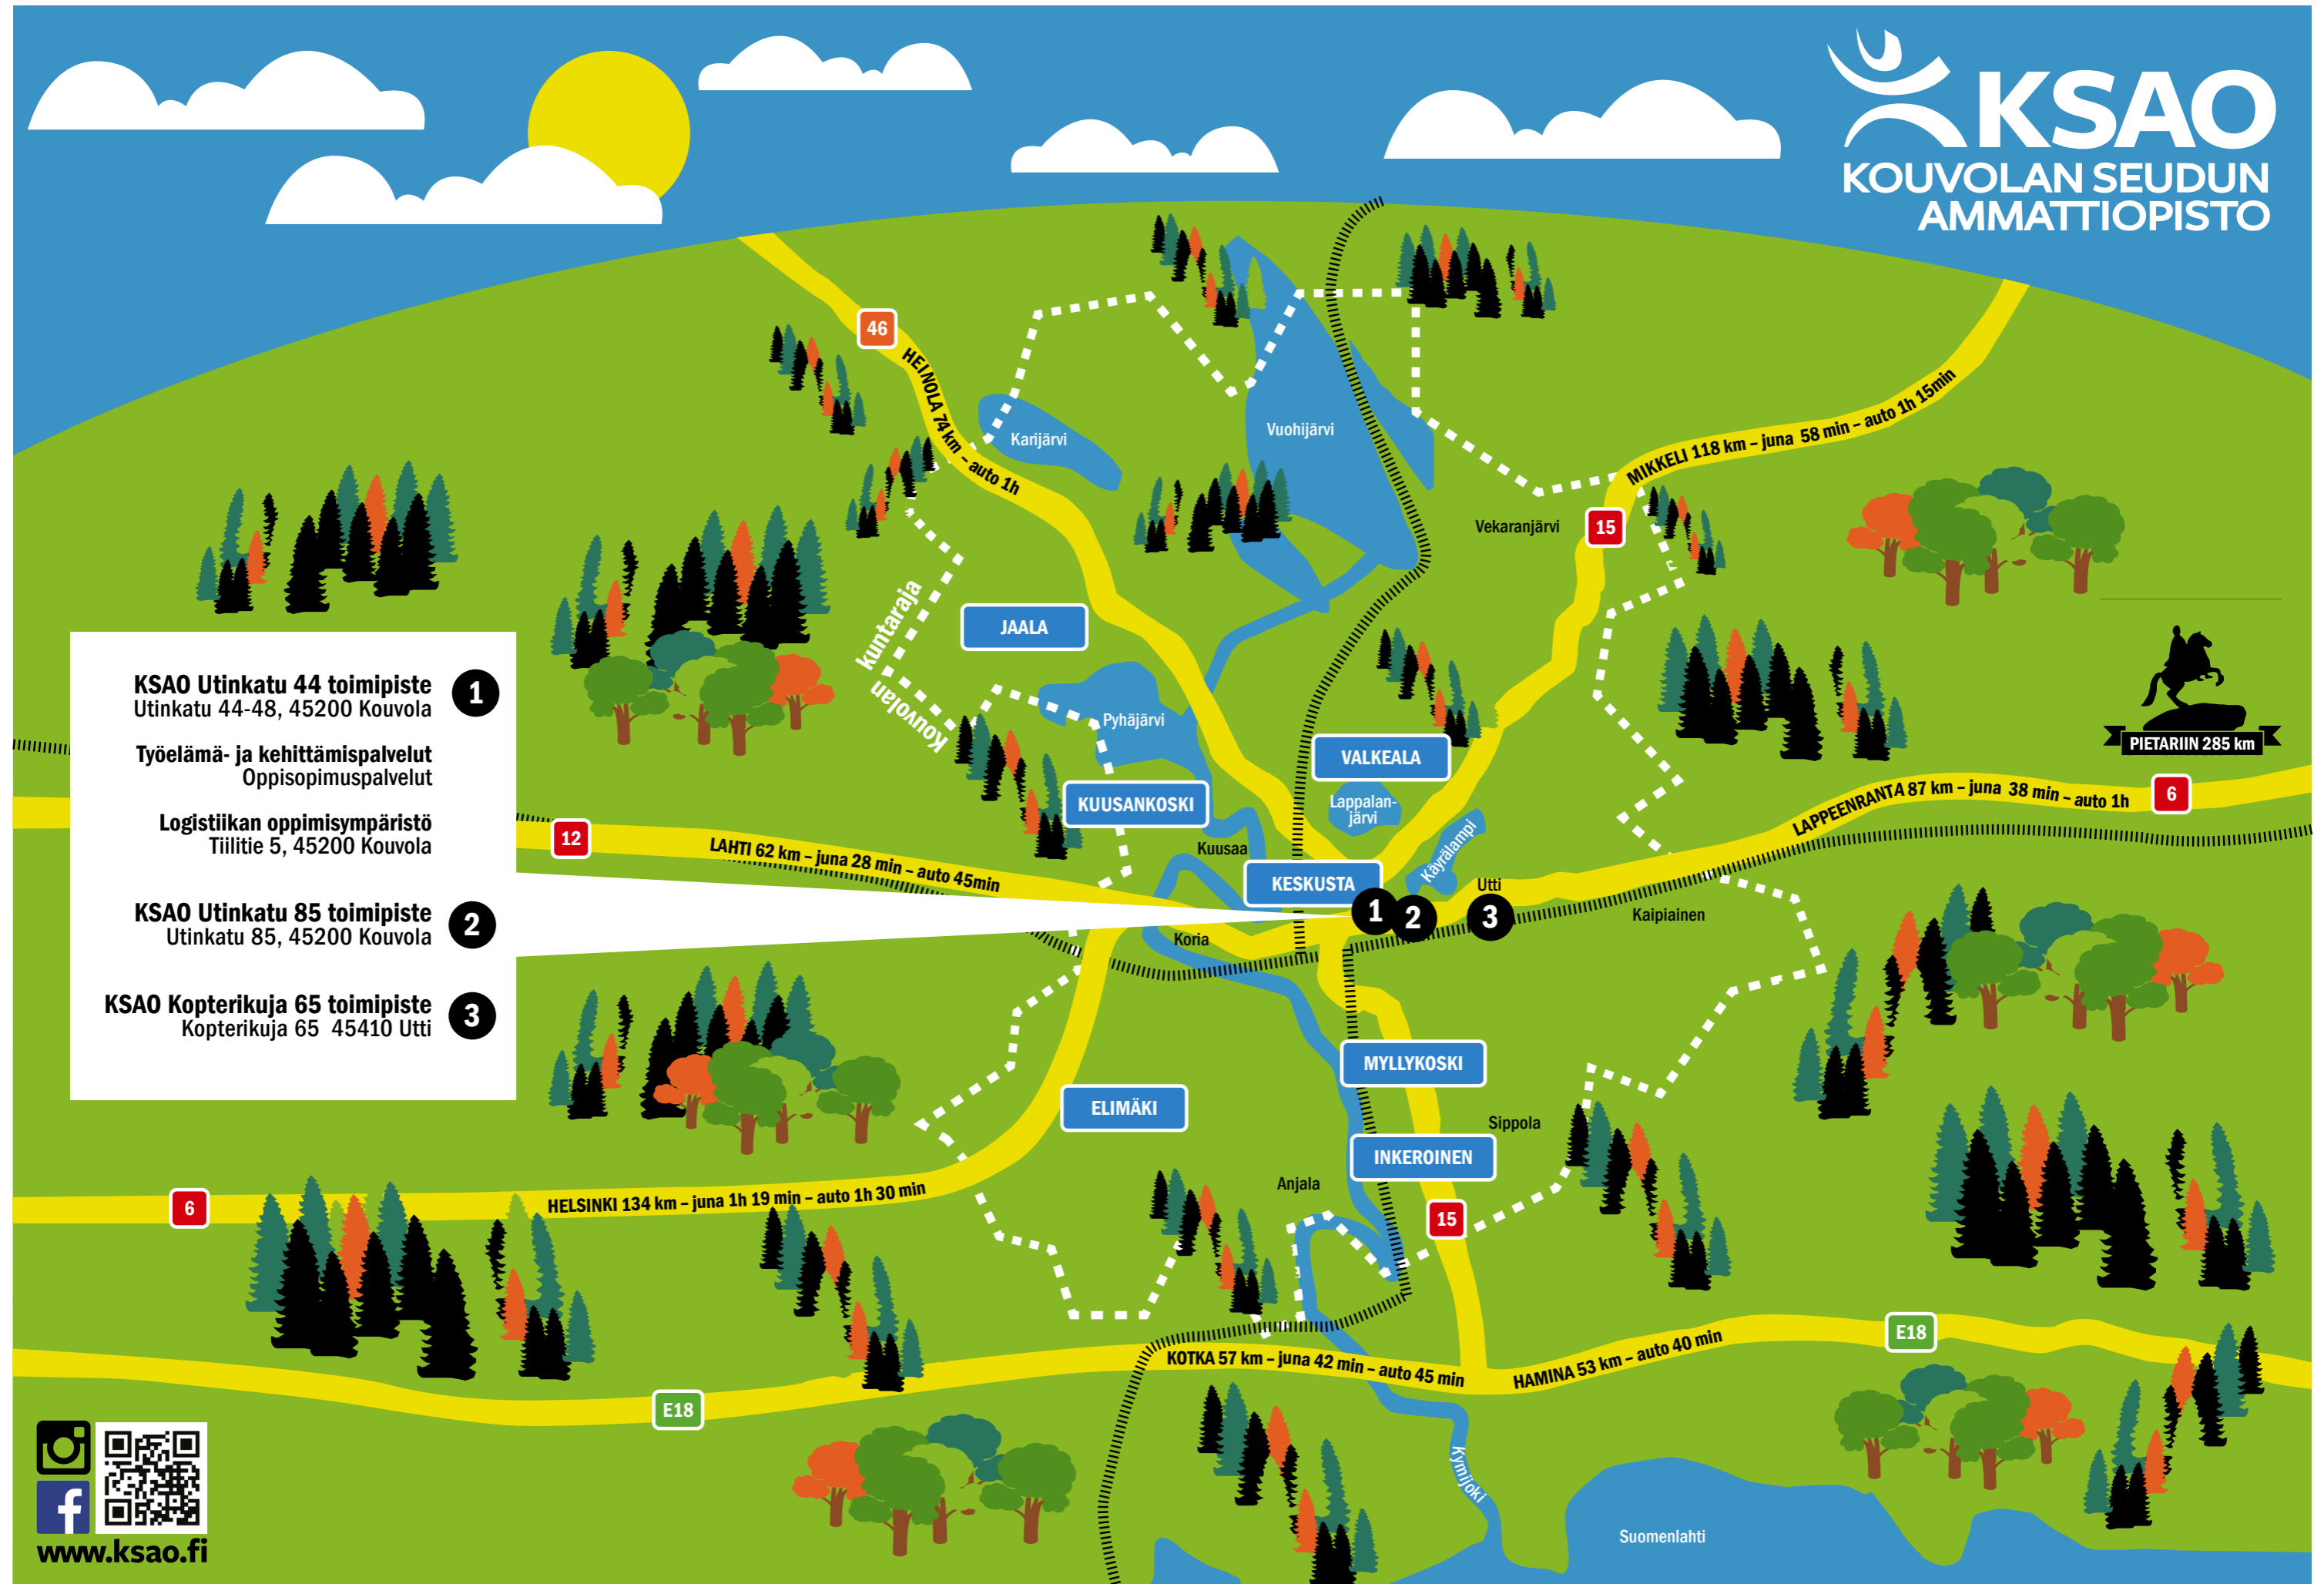 KSAO
KOUVOLAN SEUDUN
AMMATTIOPISTO
46
HEINOLA 74 km – auto 1h
Karijärvi
Vuohijärvi
MIKKELI 118 km – juna 58 min – auto 1h 15min
Vekaranjärvi
15
kuntaraja
Kouvolan
JAALA
Pyhäjärvi
VALKEALA
KUUSANKOSKI
Lappalan-
järvi
Käyrälampi
Kuusaa
KESKUSTA
Utti
1
2
3
Kaipiainen
Koria
PIETARIIN 285 km
LAPPEENRANTA 87 km – juna 38 min – auto 1h
6
12
LAHTI 62 km – juna 28 min – auto 45min
KSAO Utinkatu 44 toimipiste
Utinkatu 44-48, 45200 Kouvola
1
Työelämä- ja kehittämispalvelut
Oppisopimuspalvelut
Logistiikan oppimisympäristö
Tiilitie 5, 45200 Kouvola
KSAO Utinkatu 85 toimipiste
Utinkatu 85, 45200 Kouvola
2
KSAO Kopterikuja 65 toimipiste
Kopterikuja 65 45410 Utti
3
MYLLYKOSKI
ELIMÄKI
Sippola
INKEROINEN
Anjala
15
6
HELSINKI 134 km – juna 1h 19 min – auto 1h 30 min
KOTKA 57 km – juna 42 min – auto 45 min
HAMINA 53 km – auto 40 min
E18
E18
Kymijoki
Suomenlahti
www.ksao.fi